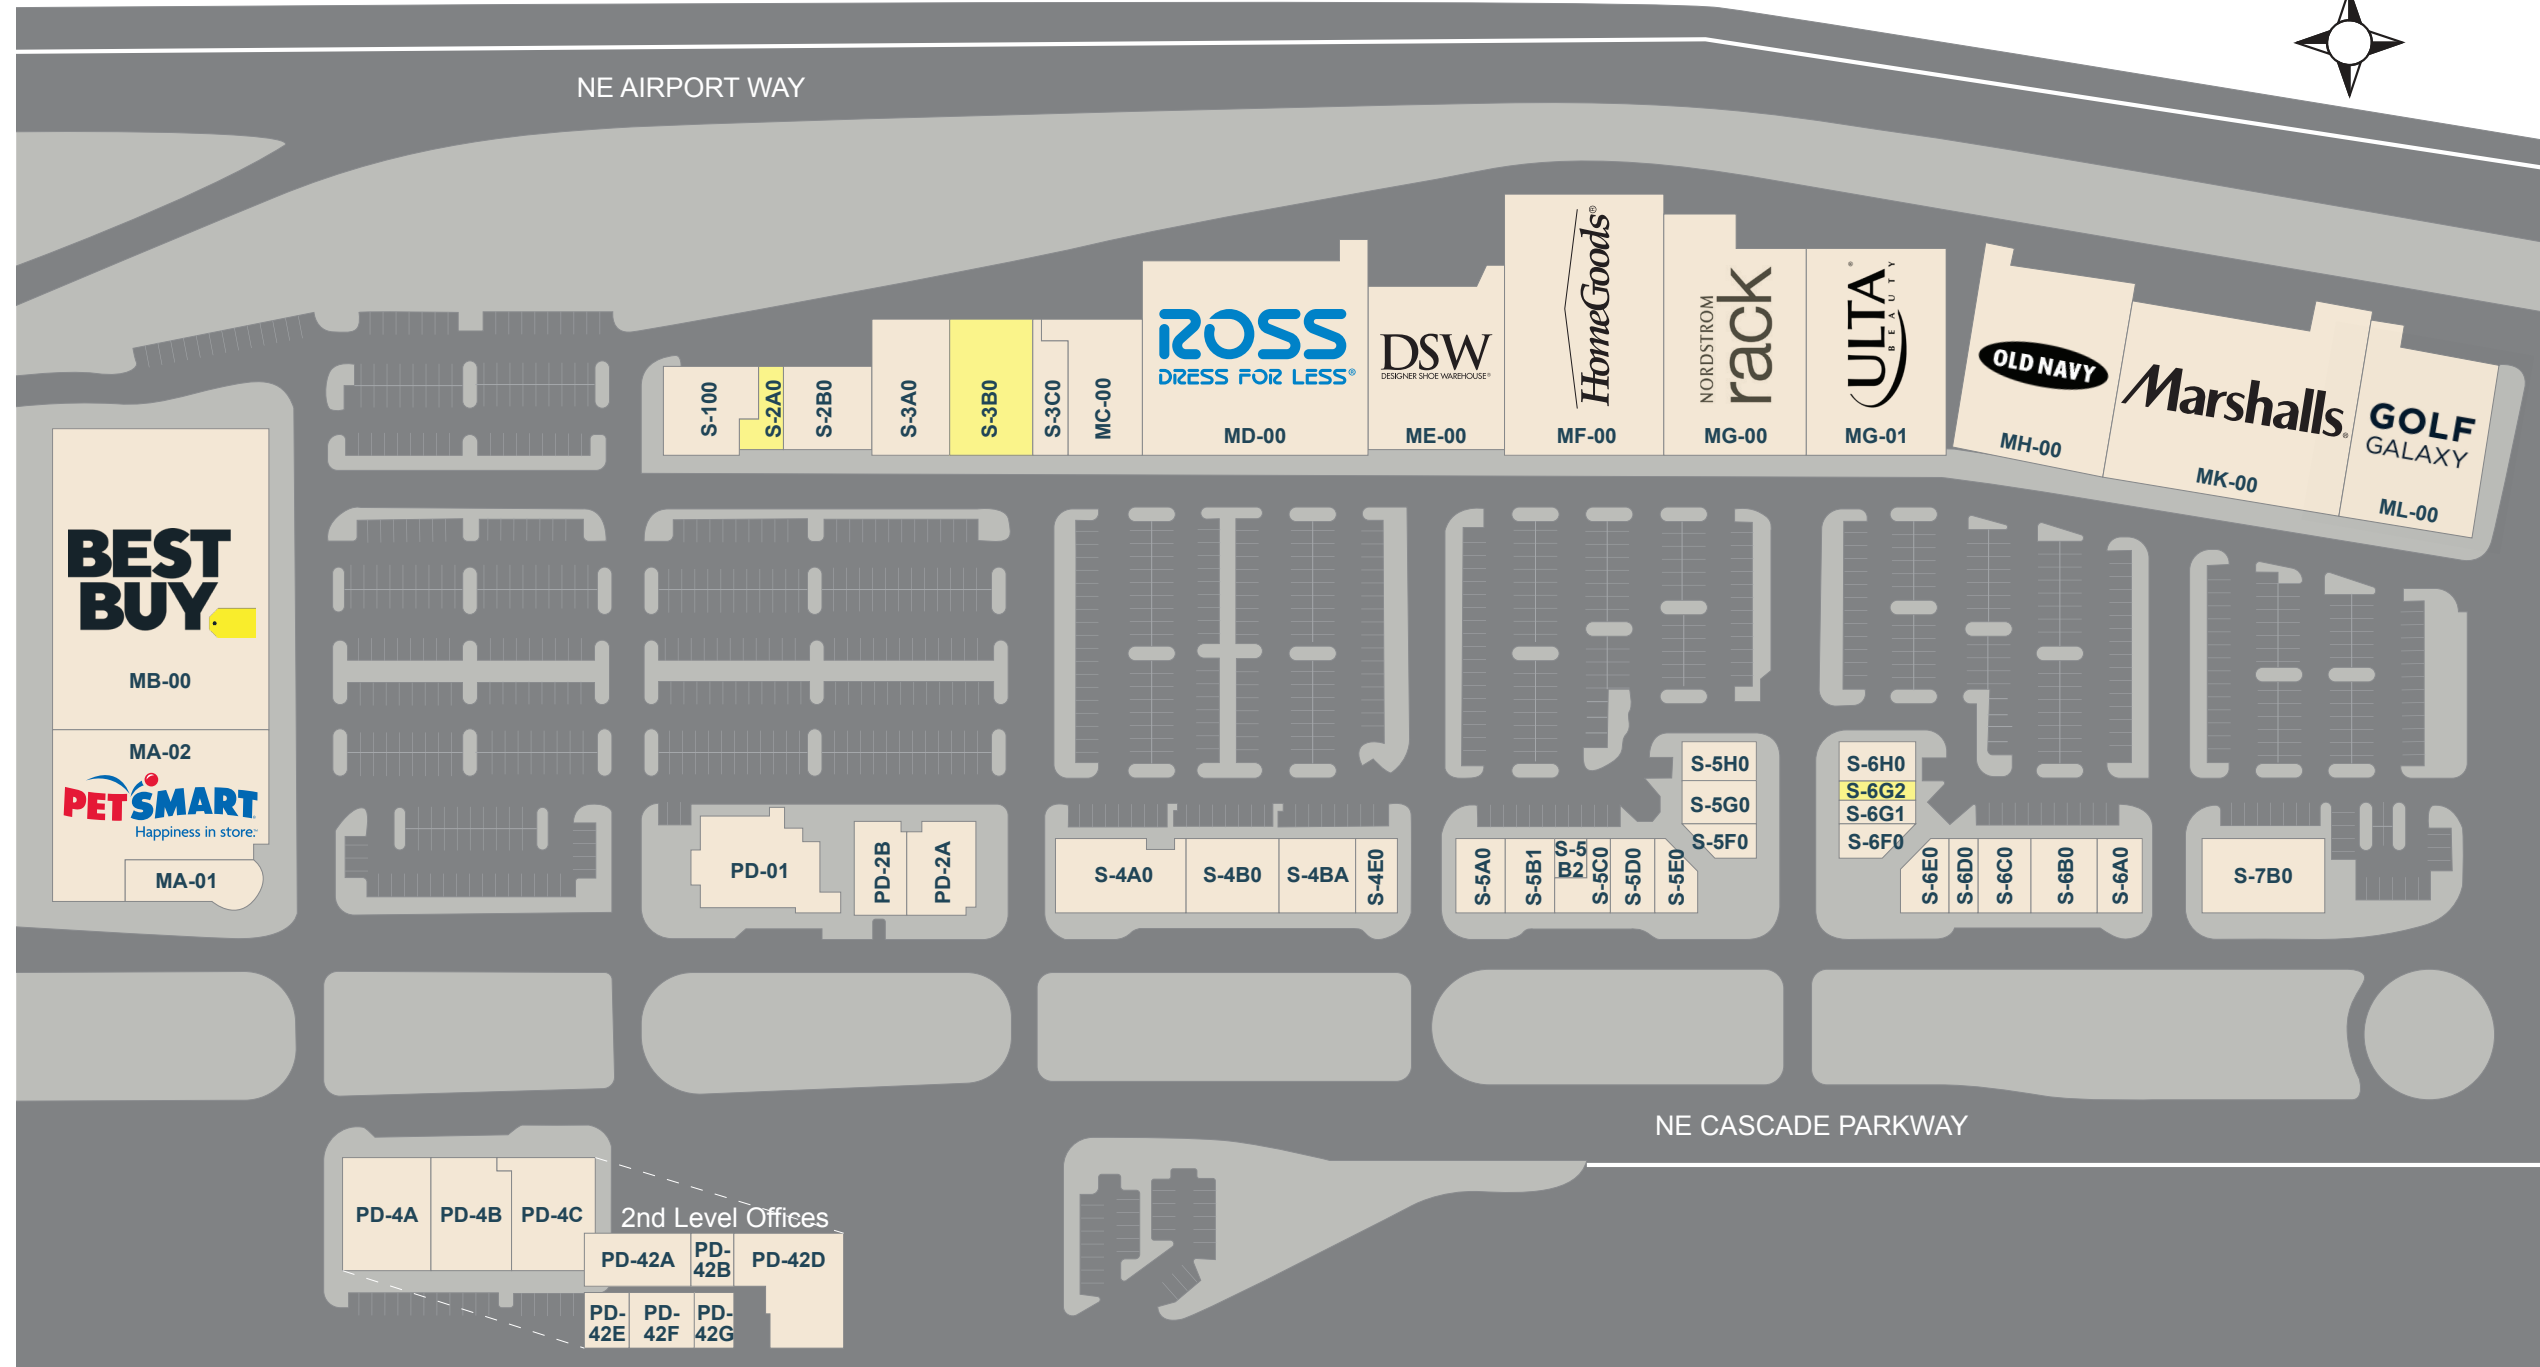 NE AIRPORT WAY
S-100
S-2A0
S-2B0
S-3A0
S-3B0
S-3C0
MC-00
ROSS
DRESS FOR LESS®
MD-00
DSW
DESIGNER SHOE WAREHOUSE®
ME-00
HomeGoods®
MF-00
NORDSTROM
rack
MG-00
ULTA®
BEAUTY
MG-01
OLD NAVY
MH-00
Marshalls®
MK-00
GOLF
GALAXY
ML-00
BEST
BUY
MB-00
MA-02
PETSMART
Happiness in store.
MA-01
PD-01
PD-2B
PD-2A
S-4A0
S-4B0
S-4BA
S-4E0
S-5A0
S-5B1
S-5
B2
S-5C0
S-5D0
S-5E0
S-5H0
S-5G0
S-5F0
S-6H0
S-6G2
S-6G1
S-6F0
S-6E0
S-6D0
S-6C0
S-6B0
S-6A0
S-7B0
NE CASCADE PARKWAY
PD-4A
PD-4B
PD-4C
2nd Level Offices
PD-42A
PD-
42B
PD-42D
PD-
42E
PD-
42F
PD-
42G